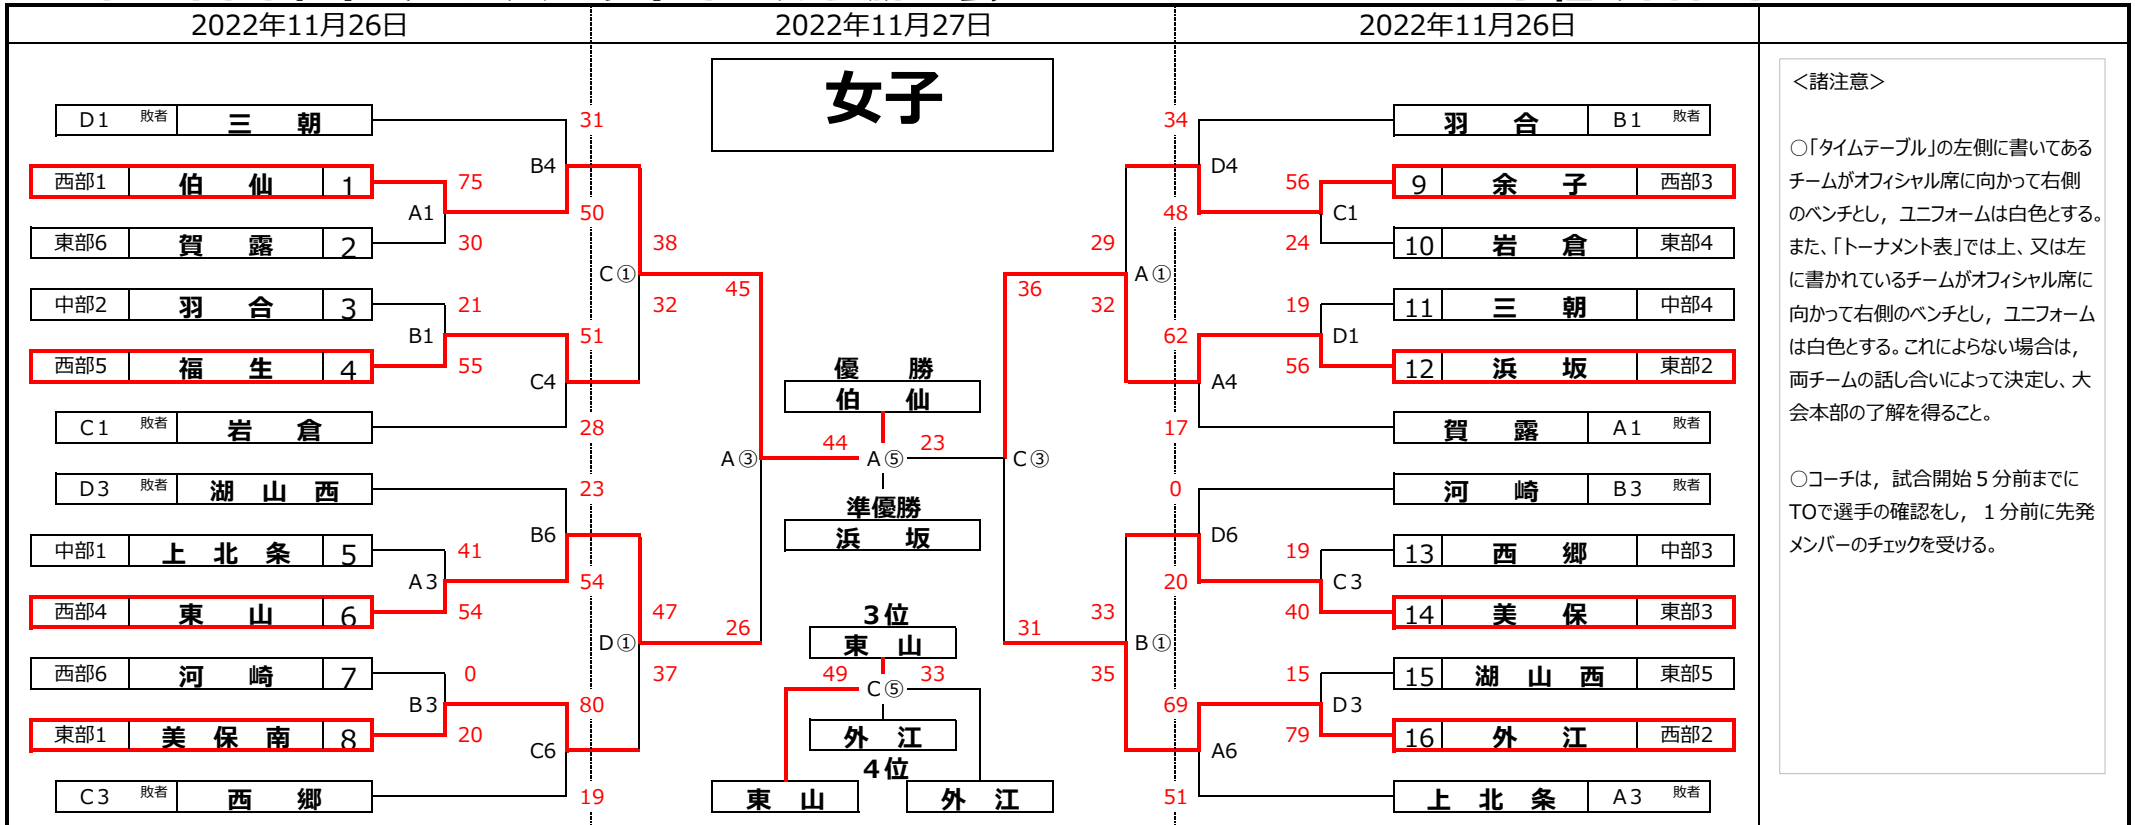 2022年11月26日
2022年11月27日
2022年11月26日
女子
D1 敗者 三 朝
31
B4
西部1 伯 仙 1
75
A1
50
東部6 賀 露 2
30
38
C①
中部2 羽 合 3
21
45
32
B1
51
西部5 福 生 4
55
C4
C1 敗者 岩 倉
28
A③
D3 敗者 湖 山 西
23
B6
中部1 上 北 条 5
41
A3
54
西部4 東 山 6
54
47
26
D①
西部6 河 崎 7
0
37
B3
80
東部1 美 保 南 8
20
C6
C3 敗者 西 郷
19
優 勝
伯 仙
44 A⑤ 23
準優勝
浜 坂
3位
東 山
49 C⑤ 33
外 江
4位
東 山
外 江
34
羽 合 B1 敗者
D4
56
9 余 子 西部3
48
C1
29
24
10 岩 倉 東部4
A①
36
32
19
11 三 朝 中部4
62
D1
56
12 浜 坂 東部2
A4
17
賀 露 A1 敗者
C③
0
河 崎 B3 敗者
D6
19
13 西 郷 中部3
20
C3
33
40
14 美 保 東部3
31
B①
35
15
15 湖 山 西 東部5
69
D3
79
16 外 江 西部2
A6
51
上 北 条 A3 敗者
＜諸注意＞
○「タイムテーブル」の左側に書いてある
チームがオフィシャル席に向かって右側
のベンチとし，ユニフォームは白色とする。
また、「トーナメント表」では上、又は左
に書かれているチームがオフィシャル席に
向かって右側のベンチとし，ユニフォーム
は白色とする。これによらない場合は，
両チームの話し合いによって決定し、大
会本部の了解を得ること。
○コーチは，試合開始５分前までに
TOで選手の確認をし，１分前に先発
メンバーのチェックを受ける。